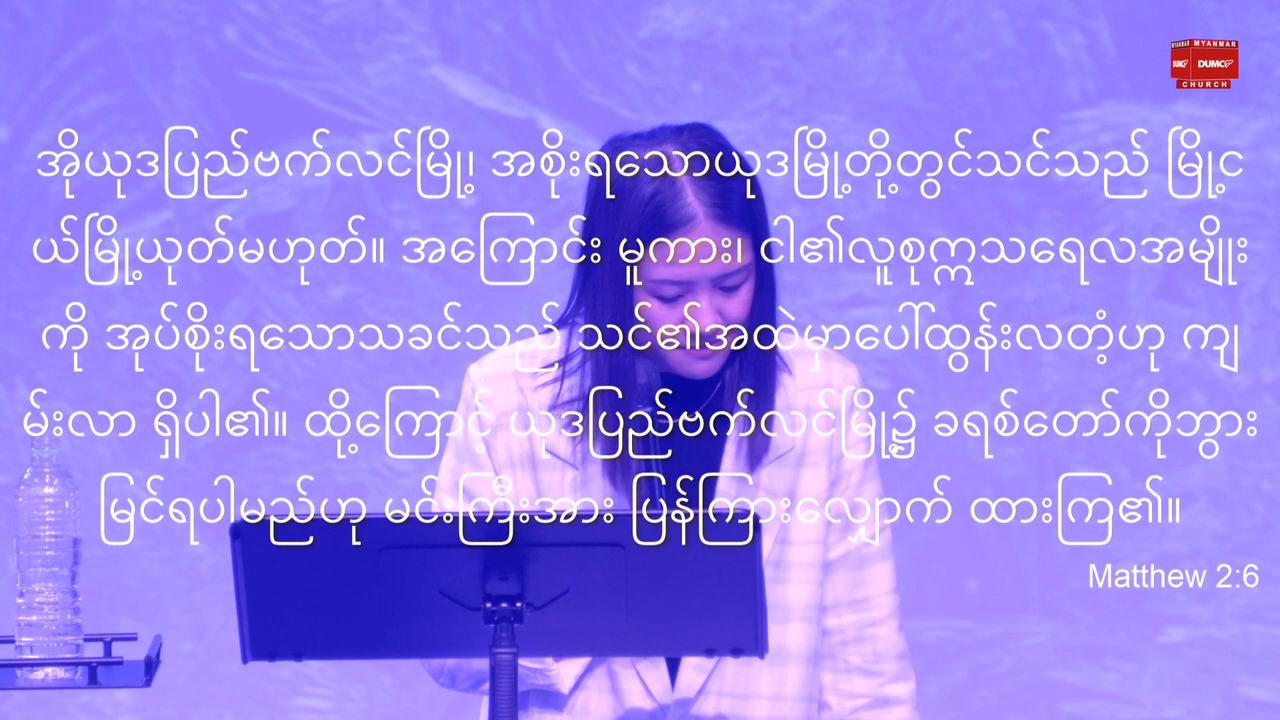 MYANMAR MYANMAR
DUMC DUMC
CHURCH
အိုယုဒပြည်ဗက်လင်မြို့၊ အစိုးရသောယုဒမြို့တို့တွင်သင်သည် မြို့င
ယ်မြို့ယုတ်မဟုတ်။ အကြောင်း မူကား၊ ငါ၏လူစုဣသရေလအမျိုး
ကို အုပ်စိုးရသောသခင်သည် သင်၏အထဲမှာပေါ်ထွန်းလတံ့ဟု ကျ
မ်းလာ ရှိပါ၏။ ထို့ကြောင့် ယုဒပြည်ဗက်လင်မြို့၌ ခရစ်တော်ကိုဘွား
မြင်ရပါမည်ဟု မင်းကြီးအား ပြန်ကြားလျှောက် ထားကြ၏။
Matthew 2:6